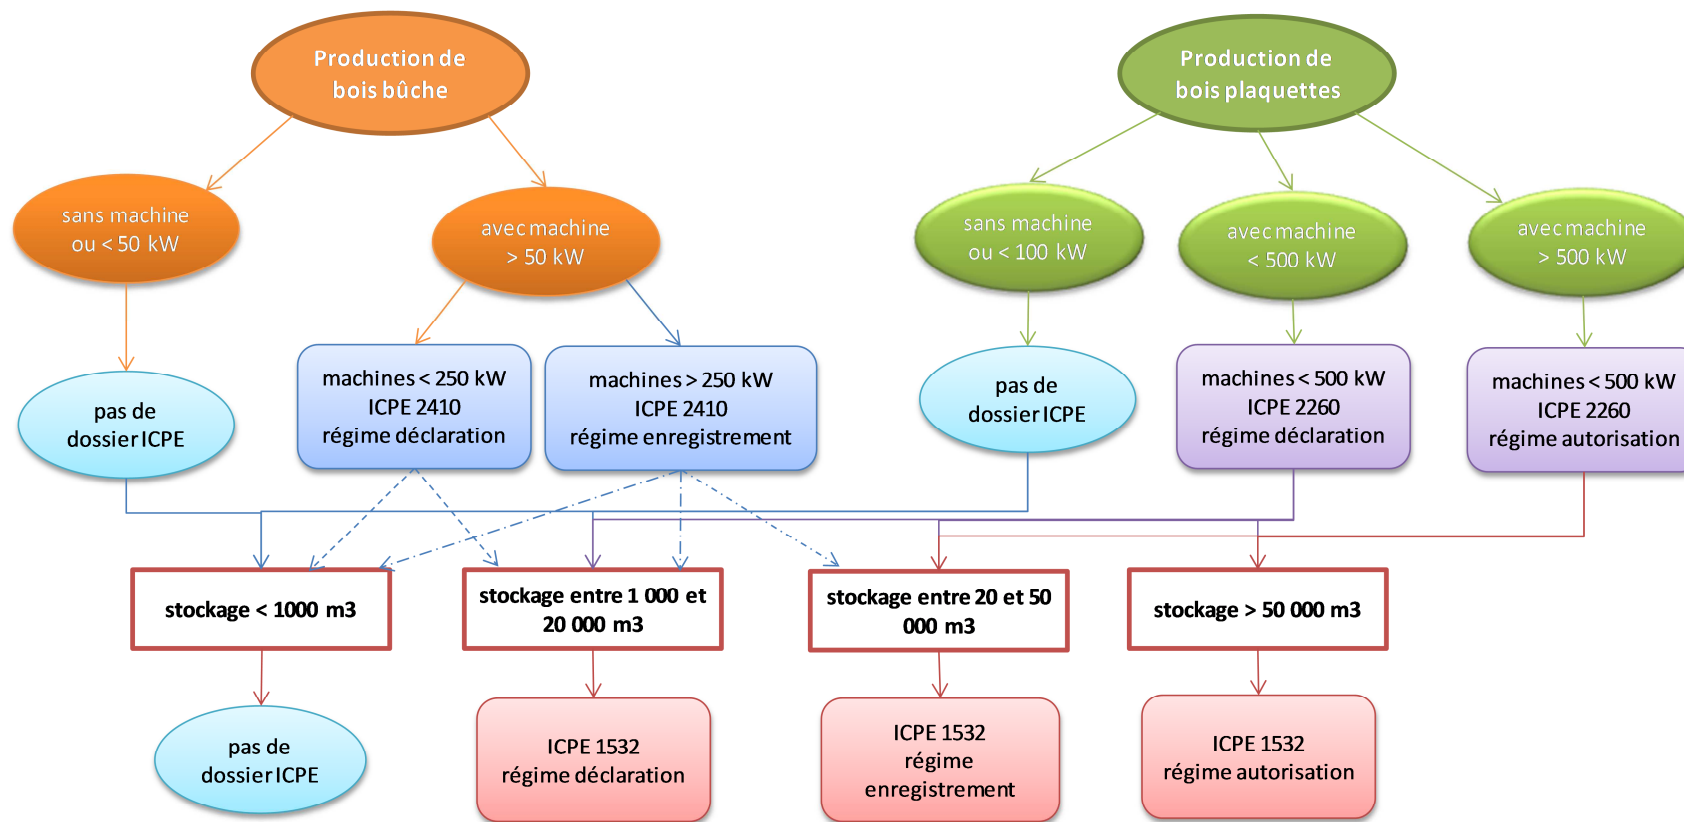 Production de
bois bûche
Production de
bois plaquettes
sans machine
ou < 50 kW
avec machine
> 50 kW
sans machine
ou < 100 kW
avec machine
< 500 kW
avec machine
> 500 kW
pas de
dossier ICPE
machines < 250 kW
ICPE 2410
régime déclaration
machines > 250 kW
ICPE 2410
régime enregistrement
pas de
dossier ICPE
machines < 500 kW
ICPE 2260
régime déclaration
machines < 500 kW
ICPE 2260
régime autorisation
stockage < 1000 m3
stockage entre 1 000 et
20 000 m3
stockage entre 20 et 50
000 m3
stockage > 50 000 m3
pas de
dossier ICPE
ICPE 1532
régime déclaration
ICPE 1532
régime
enregistrement
ICPE 1532
régime autorisation